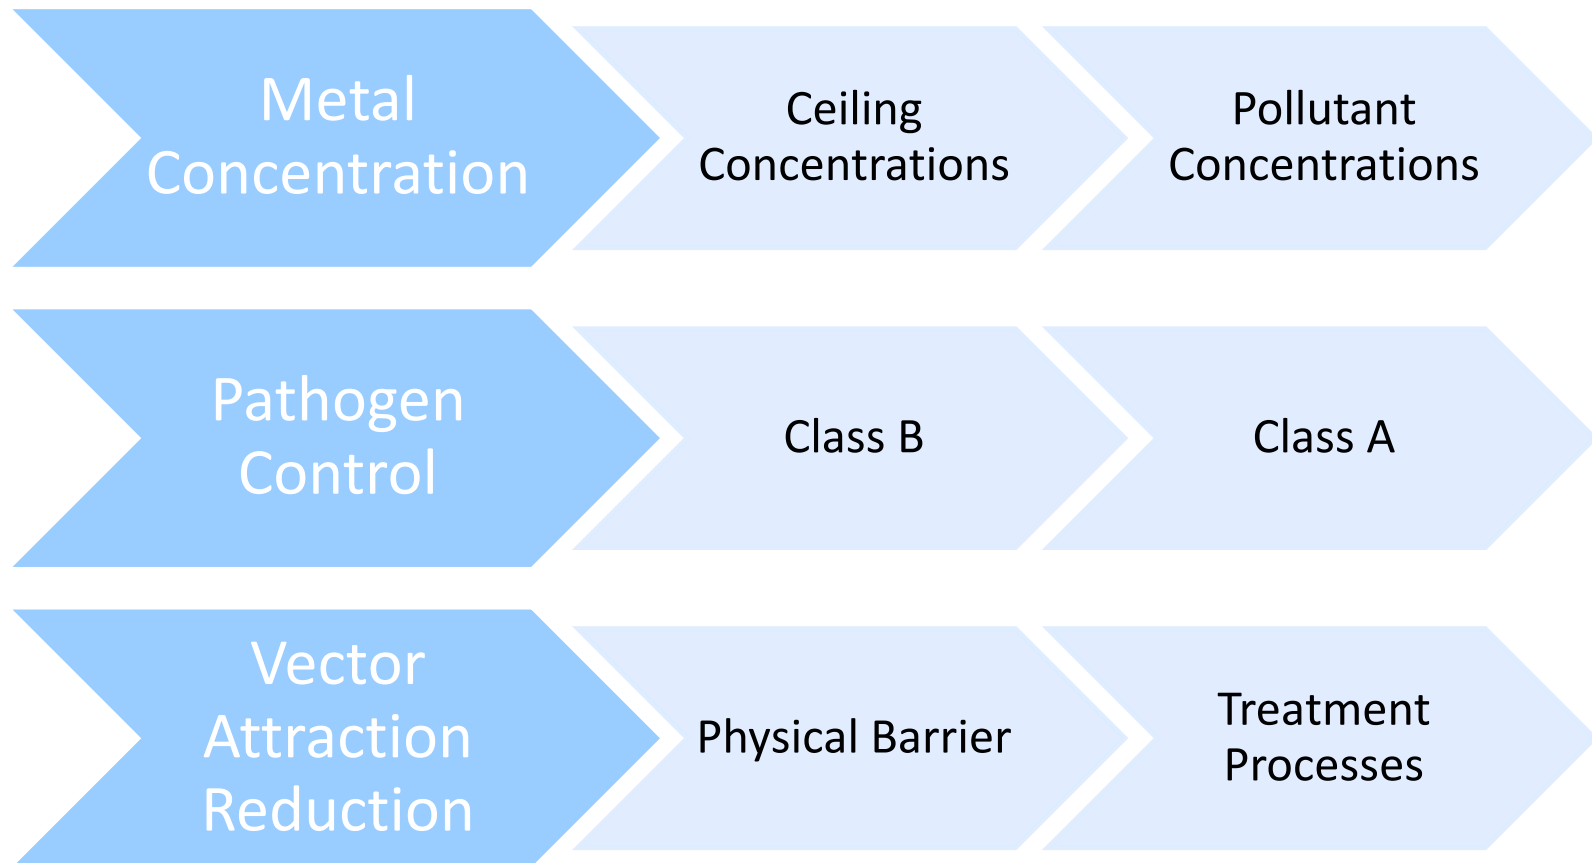 Metal
Concentration
Ceiling
Concentrations
Pollutant
Concentrations
Pathogen
Control
Class B
Class A
Vector
Attraction
Reduction
Physical Barrier
Treatment
Processes